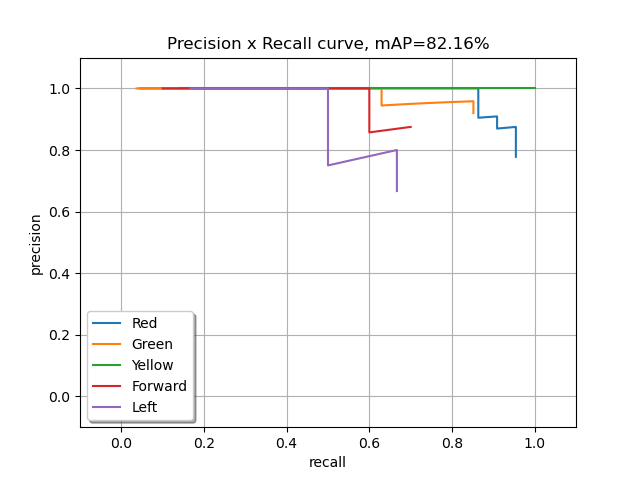 Precision x Recall curve, mAP=82.16%
1.0
0.8
0.6
0.4
0.2
0.0
precision
Red
Green
Yellow
Forward
Left
0.0 0.2 0.4 0.6 0.8 1.0
recall